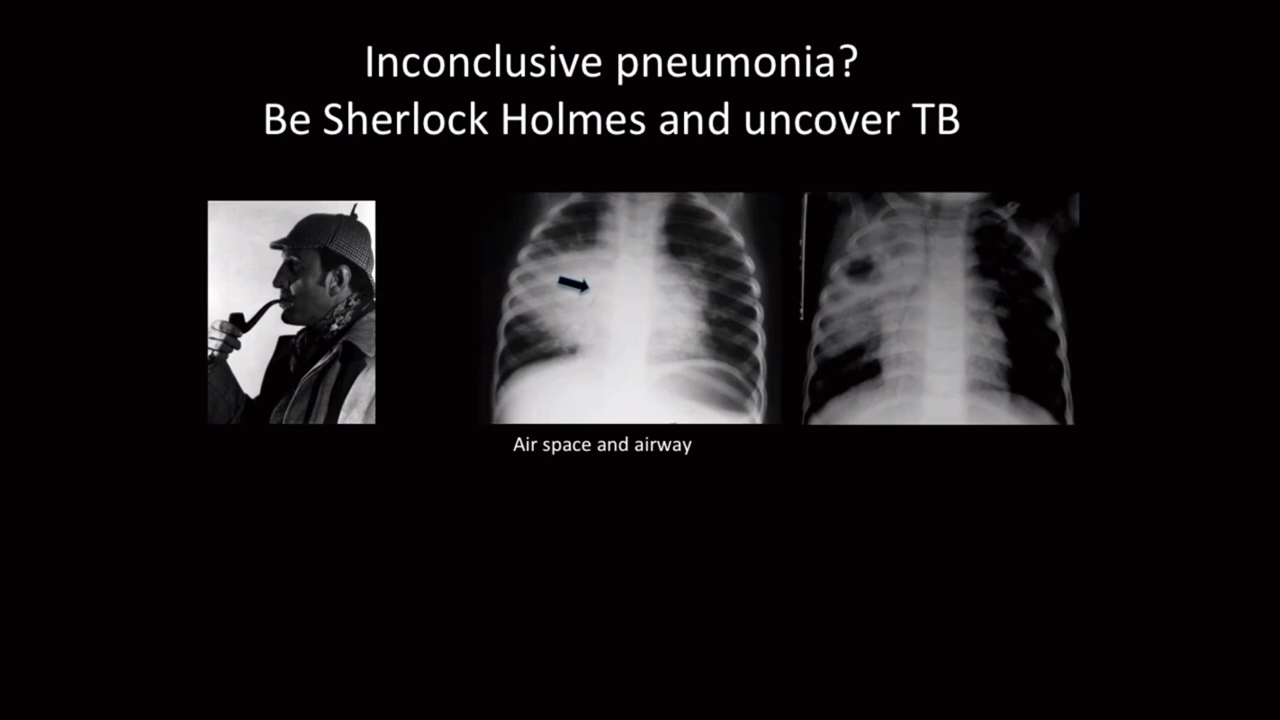 Inconclusive pneumonia?
Be Sherlock Holmes and uncover TB
Air space and airway